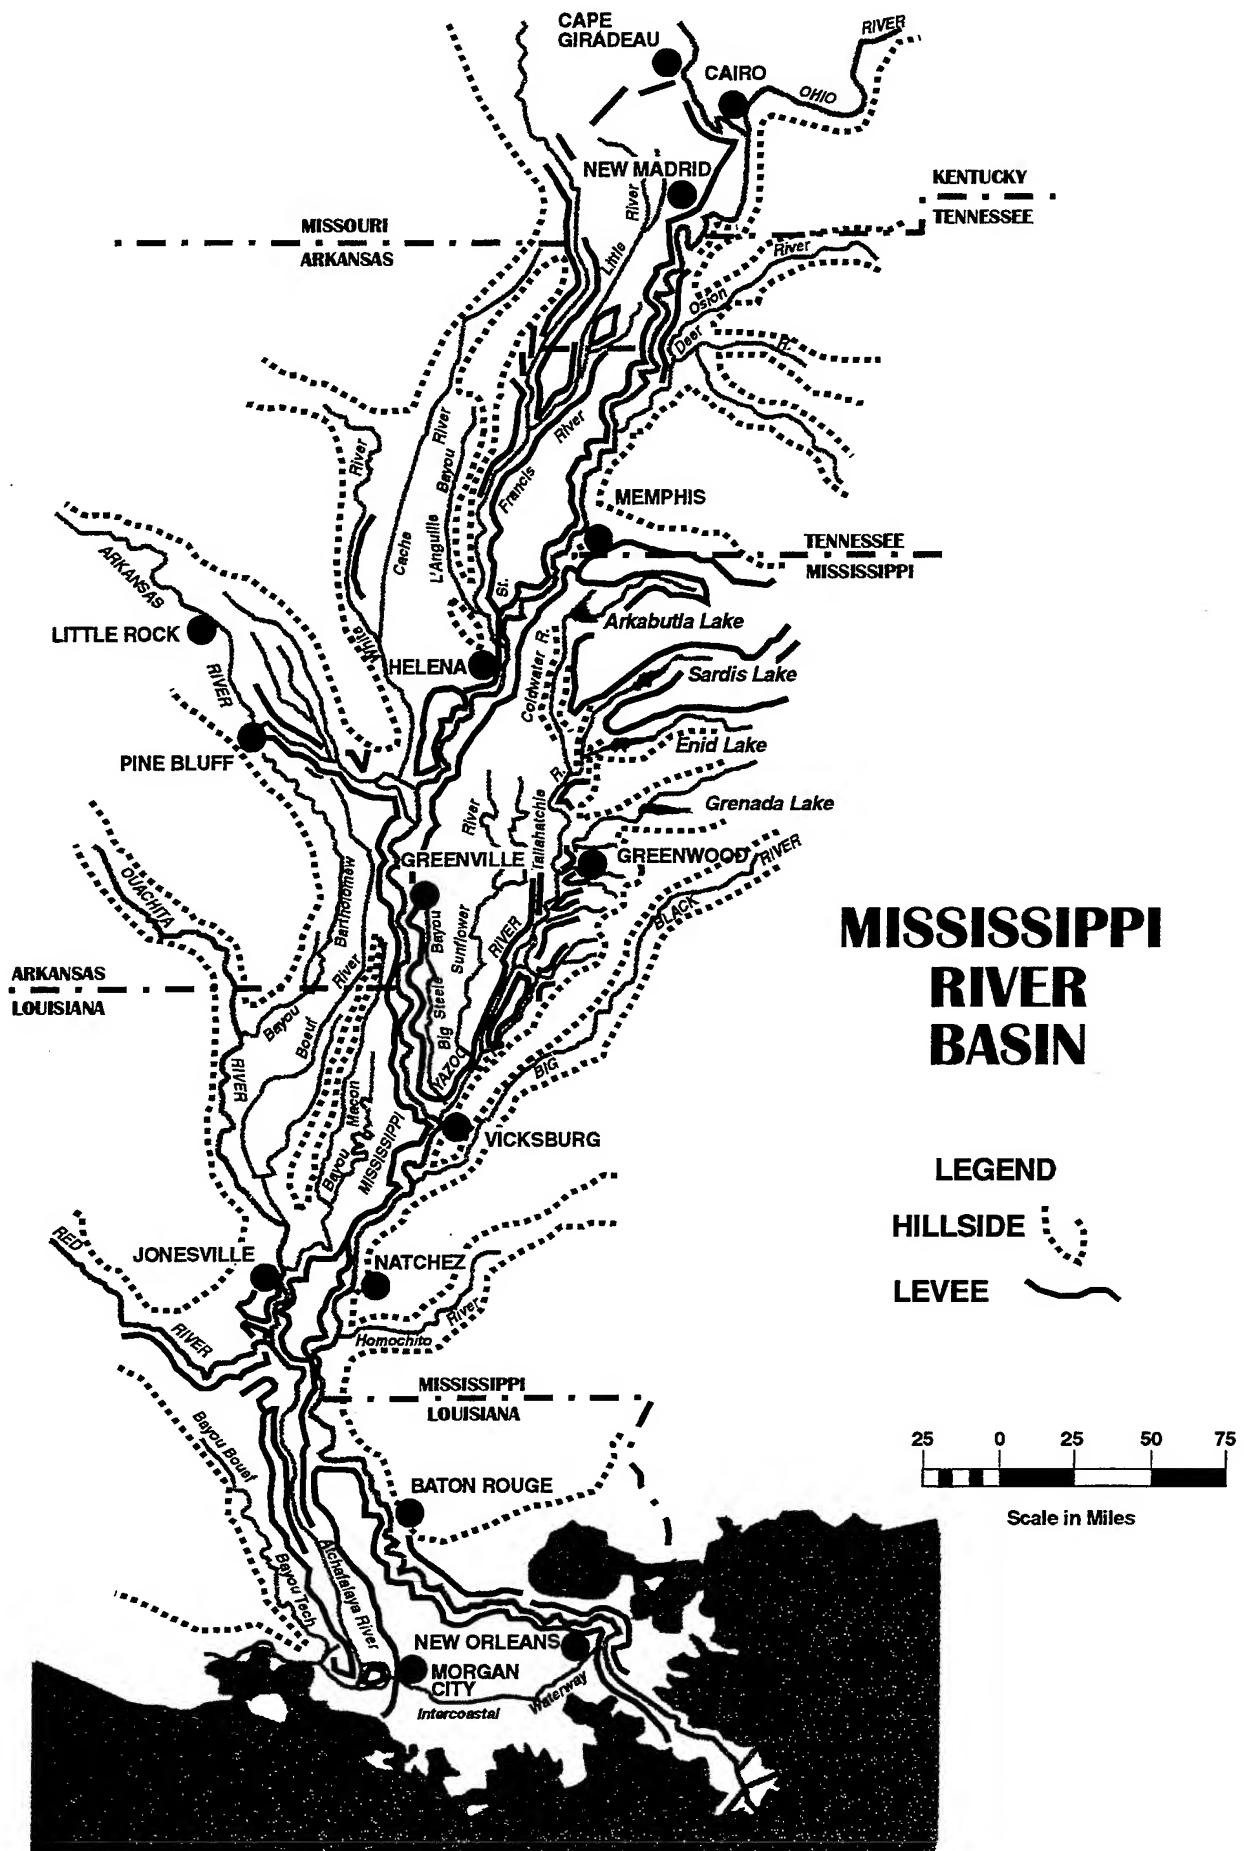 CAPE
GIRADEAU
RIVER
CAIRO
OHIO
NEW MADRID
KENTUCKY
TENNESSEE
River
MISSOURI
ARKANSAS
Little
River
Osion
Deer
R.
River
River
River
Bayou
MEMPHIS
Francis
Cache
L'Anguille
TENNESSEE
MISSISSIPPI
ARKANSAS
St.
Arkabutla Lake
LITTLE ROCK
White
HELENA
Coldwater R.
Sardis Lake
RIVER
Enid Lake
PINE BLUFF
R.
Grenada Lake
River
Tallahatchie
GREENVILLE
GREENWOOD
RIVER
OUACHITA
Bartholomew
BLACK
Bayou
Sunflower
RIVER
MISSISSIPPI
RIVER
BASIN
ARKANSAS
LOUISIANA
River
Steele
Bayou
Boeuf
Big
YAZOO
BIG
RIVER
Macon
MISSISSIPPI
VICKSBURG
Bayou
LEGEND
HILLSIDE
RED
JONESVILLE
NATCHEZ
LEVEE
River
RIVER
Homochito
MISSISSIPPI
LOUISIANA
Bayou Bouef
25 0 25 50 75
BATON ROUGE
Scale in Miles
Atchafalaya River
Bayou Tech
NEW ORLEANS
MORGAN
CITY
Waterway
Intercoastal